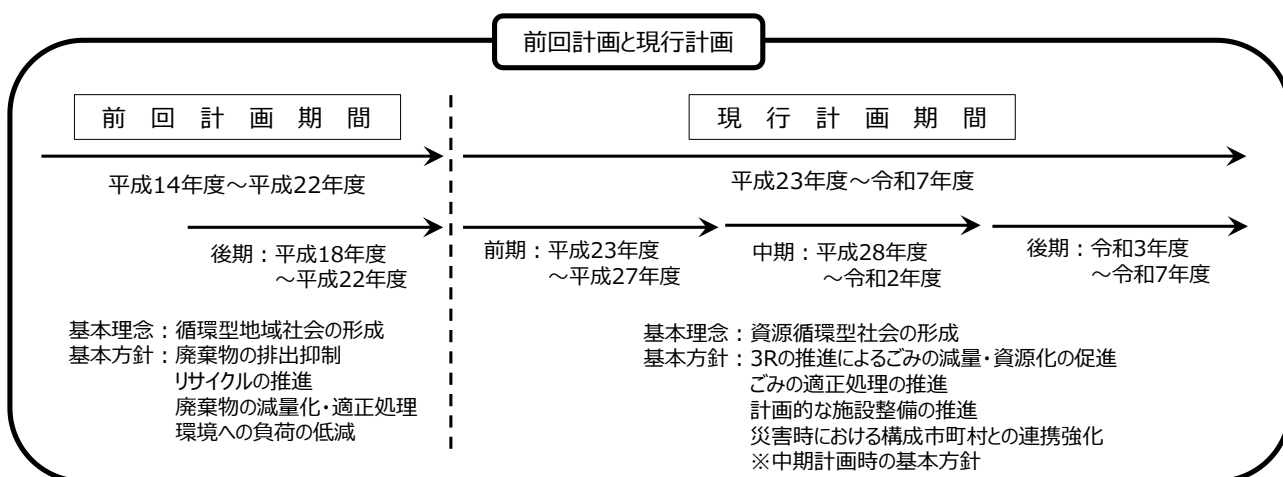 前回計画と現行計画
前回計画期間
平成14年度～平成22年度
後期：平成18年度
～平成22年度
基本理念：循環型地域社会の形成
基本方針：廃棄物の排出抑制
リサイクルの推進
廃棄物の減量化・適正処理
環境への負荷の低減
現行計画期間
平成23年度～令和7年度
前期：平成23年度
～平成27年度
中期：平成28年度
～令和2年度
後期：令和3年度
～令和7年度
基本理念：資源循環型社会の形成
基本方針：3Rの推進によるごみの減量・資源化の促進
ごみの適正処理の推進
計画的な施設整備の推進
災害時における構成市町村との連携強化
※中期計画時の基本方針